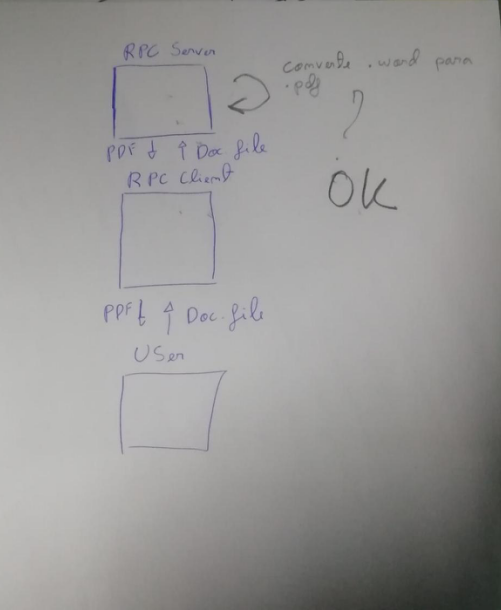 RPC Server
converte .word para
.pdf
PDF ↓ ↑ Doc file
RPC Client
OK
PDF ↓ ↑ Doc.file
User